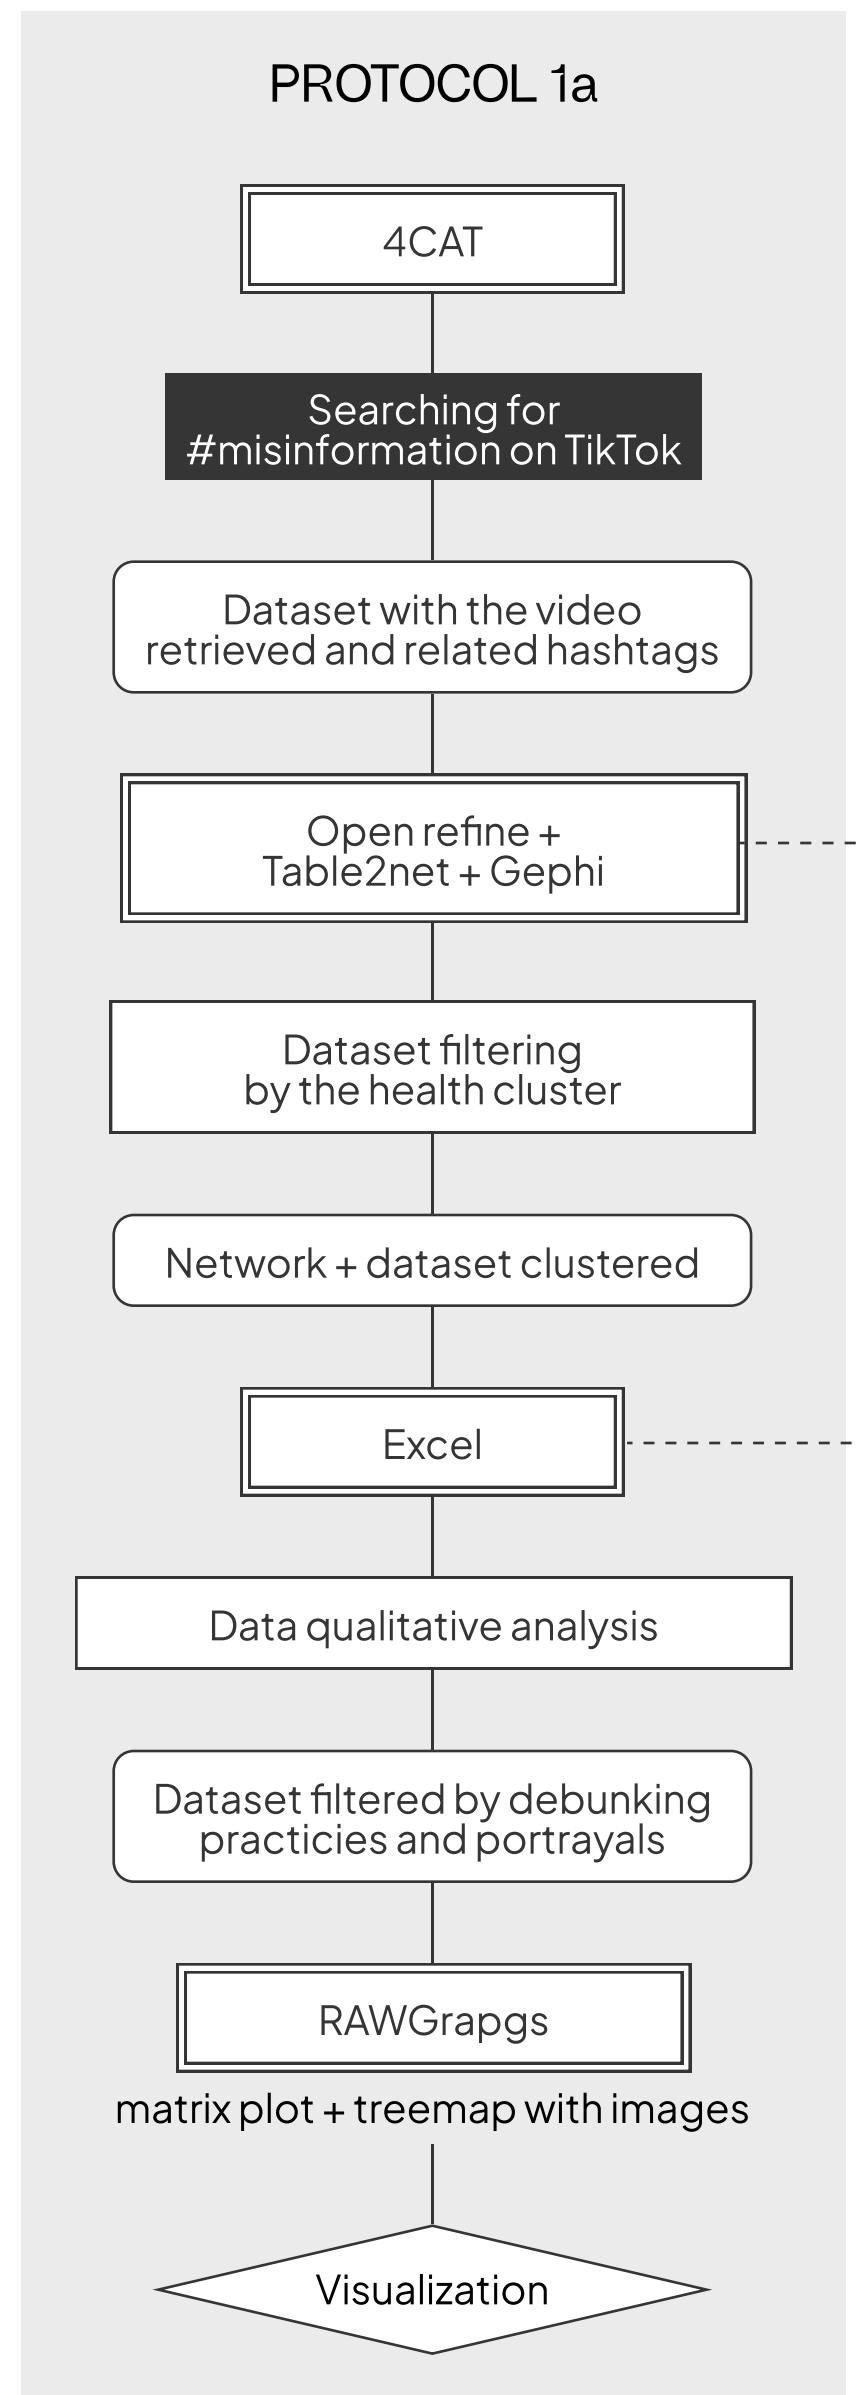 PROTOCOL 1a
4CAT
Searching for
#misinformation on TikTok
Dataset with the video
retrieved and related hashtags
Open refine +
Table2net + Gephi
Dataset filtering
by the health cluster
Network + dataset clustered
Excel
Data qualitative analysis
Dataset filtered by debunking
practicies and portrayals
RAWGrapgs
matrix plot + treemap with images
Visualization